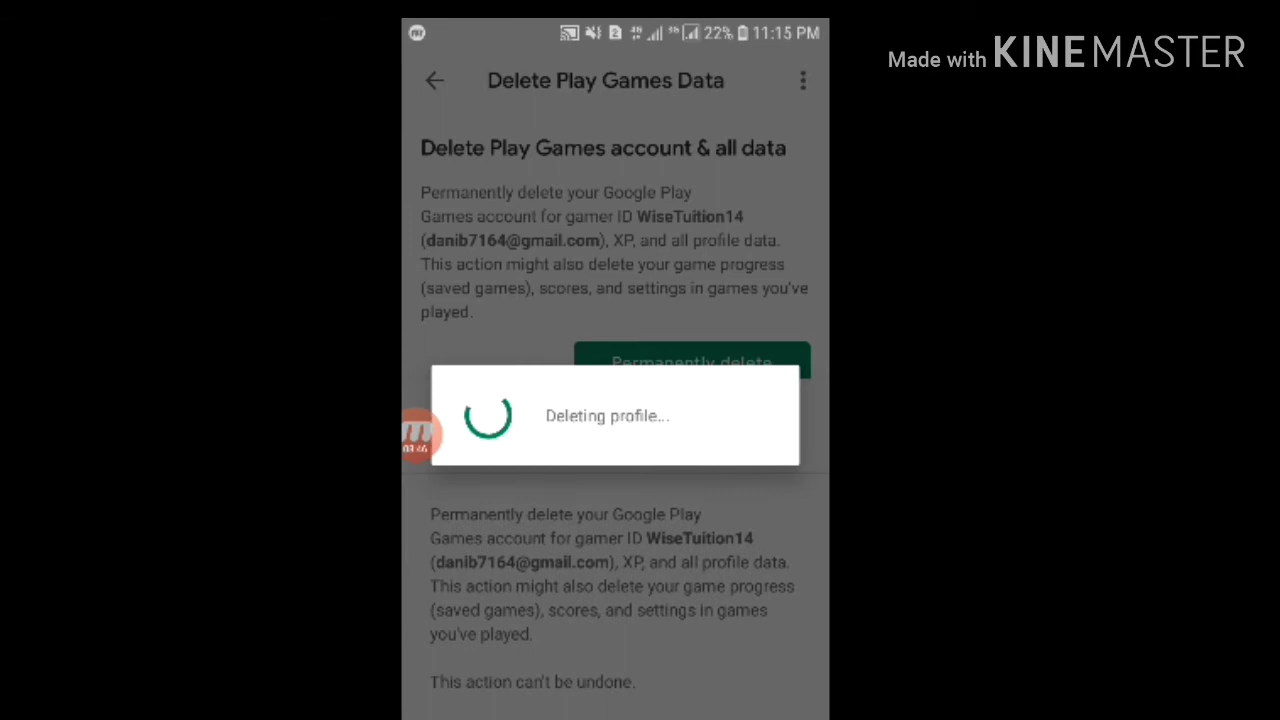 Made with KINEMASTER
2 4G 5G 22% 11:15 PM
Delete Play Games Data
Delete Play Games account & all data
Permanently delete your Google Play
Games account for gamer ID WiseTuition14
(danib7164@gmail.com), XP, and all profile data.
This action might also delete your game progress
(saved games), scores, and settings in games you've
played.
Permanently delete
Deleting profile...
03:46
Permanently delete your Google Play
Games account for gamer ID WiseTuition14
(danib7164@gmail.com), XP, and all profile data.
This action might also delete your game progress
(saved games), scores, and settings in games
you've played.
This action can't be undone.